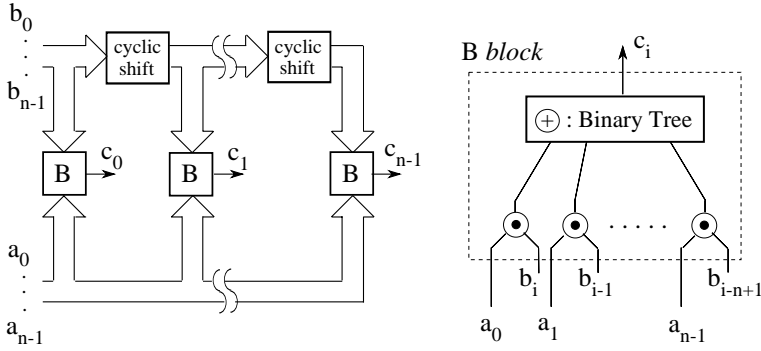 b0
cyclic shift
cyclic shift
bn-1
B
c0
B
c1
B
cn-1
a0
an-1
B block
ci
+ : Binary Tree
bi
bi-1
bi-n+1
a0
a1
an-1